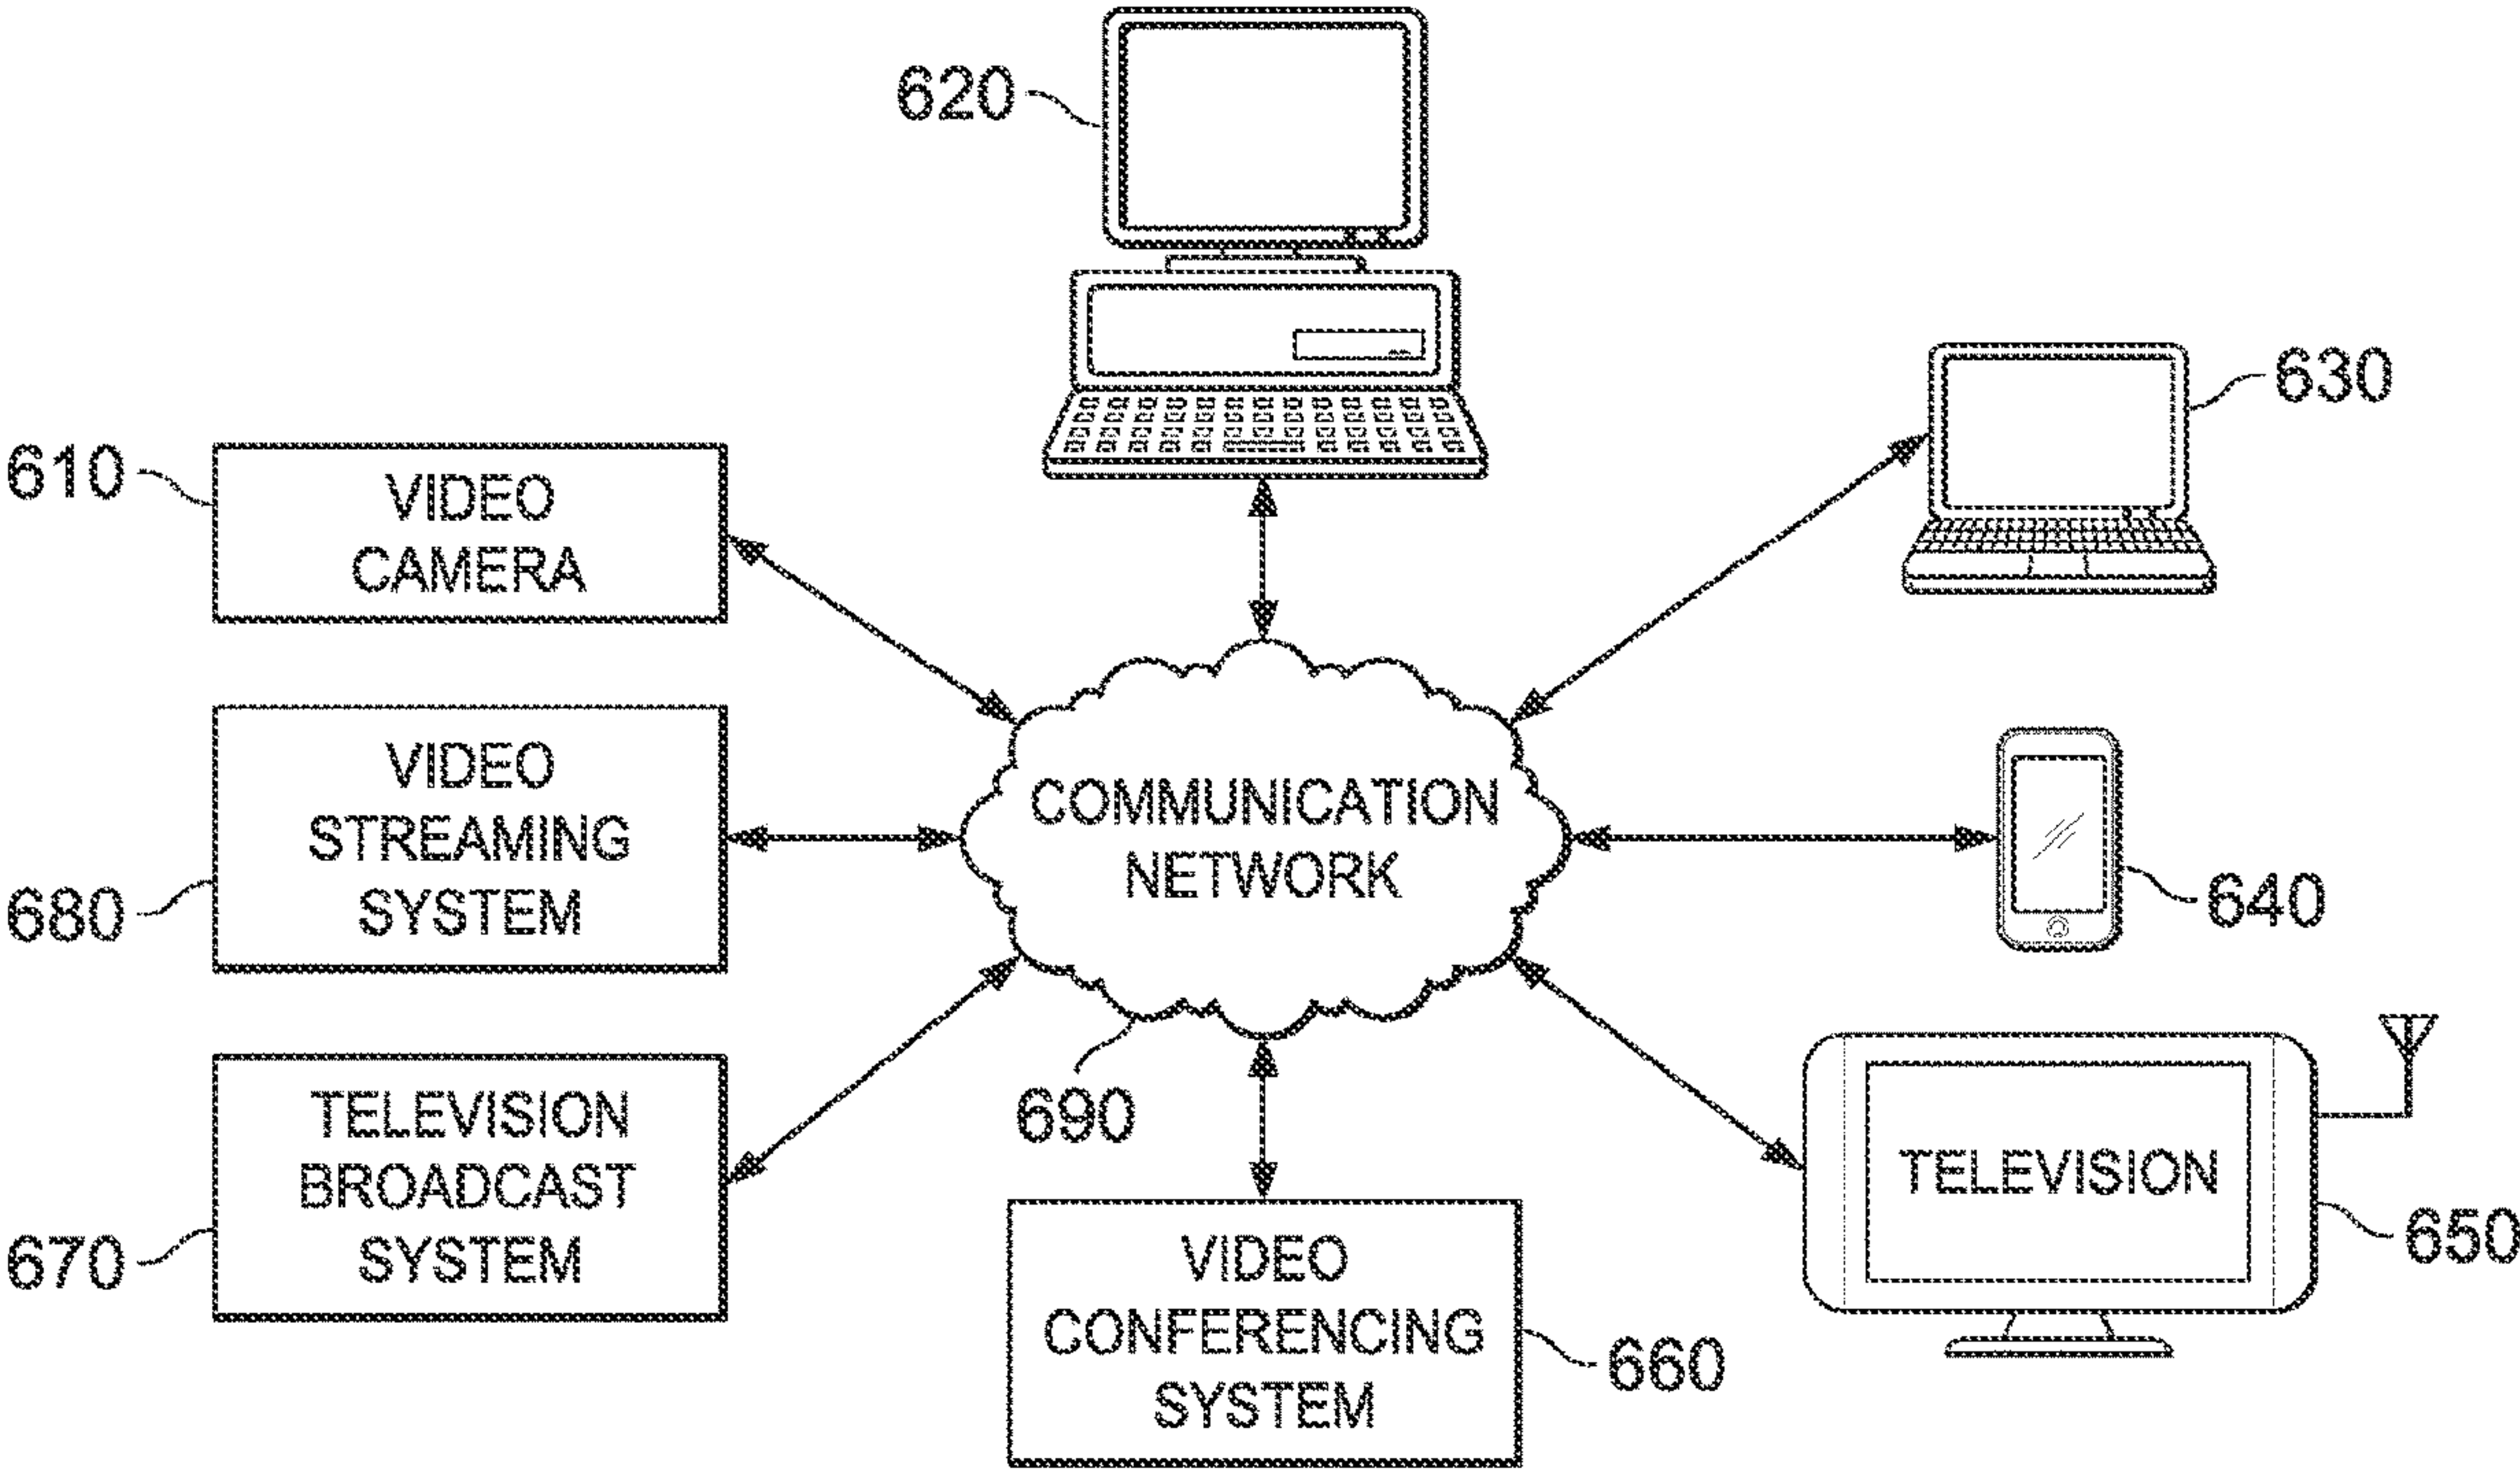 620
630
610
VIDEO
CAMERA
VIDEO
STREAMING
SYSTEM
680
COMMUNICATION
NETWORK
640
690
TELEVISION
BROADCAST
SYSTEM
670
TELEVISION
650
VIDEO
CONFERENCING
SYSTEM
660